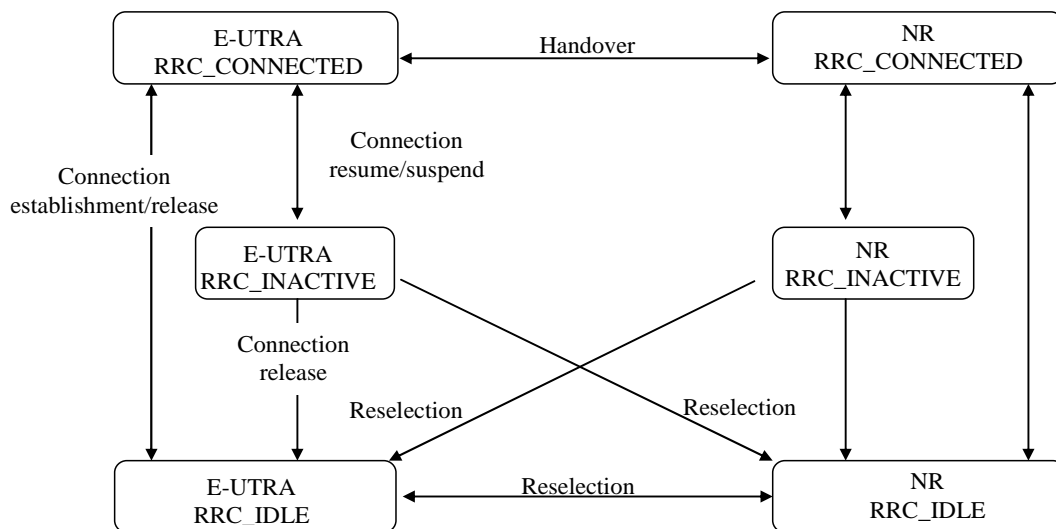 E-UTRA
RRC_CONNECTED
Handover
NR
RRC_CONNECTED
Connection
resume/suspend
Connection
establishment/release
E-UTRA
RRC_INACTIVE
NR
RRC_INACTIVE
Connection
release
Reselection
Reselection
E-UTRA
RRC_IDLE
Reselection
NR
RRC_IDLE